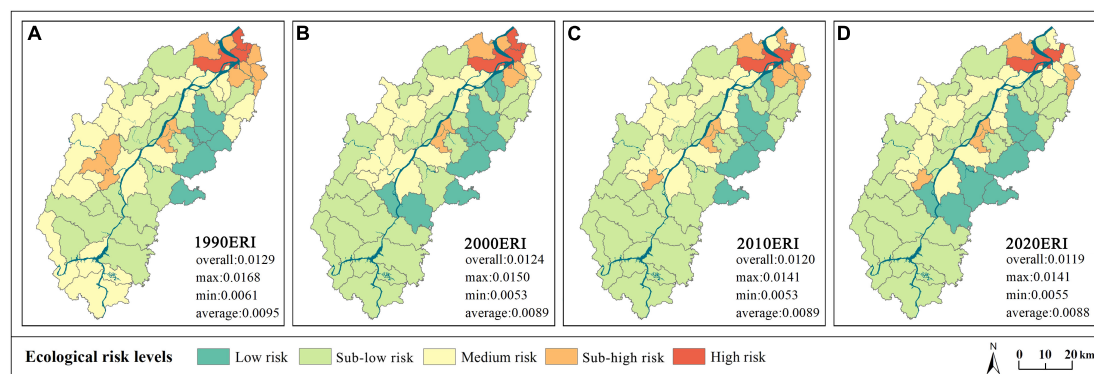 A
B
C
D
1990ERI
overall:0.0129
max:0.0168
min:0.0061
average:0.0095
2000ERI
overall:0.0124
max:0.0150
min:0.0053
average:0.0089
2010ERI
overall:0.0120
max:0.0141
min:0.0053
average:0.0089
2020ERI
overall:0.0119
max:0.0141
min:0.0055
average:0.0088
Ecological risk levels
Low risk
Sub-low risk
Medium risk
Sub-high risk
High risk
N
0 10 20 km